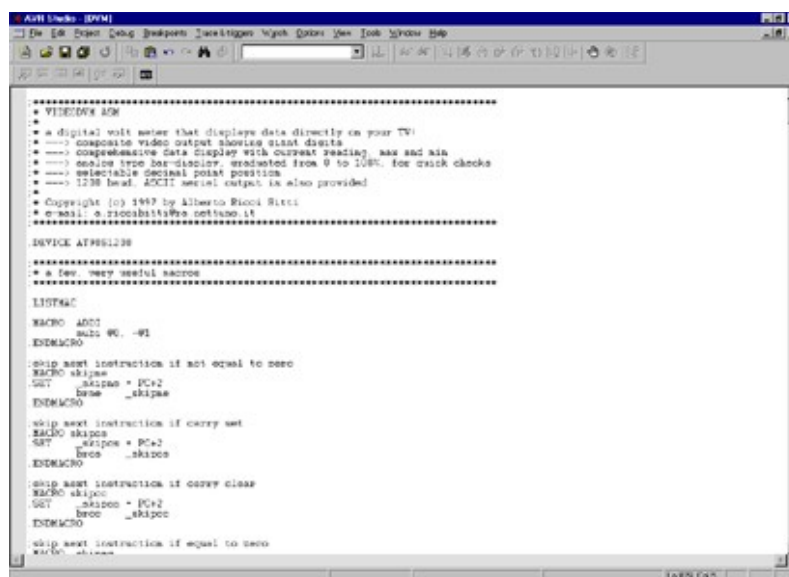 AVR Studio - [DVM]
File Edit Project Debug Breakpoints Trace & triggers Watch Options View Tools Window Help
;******************************************************************************
;* VIDEODVM.ASM
;*
;* a digital volt meter that displays data directly on your TV!
;* ---> composite video output showing giant digits
;* ---> comprehensive data display with current reading, max and min
;* ---> analog type bar-display, graduated from 0 to 100%, for quick checks
;* ---> selectable decimal point position
;* ---> 1200 baud, ASCII serial output is also provided
;*
;* Copyright (c) 1997 by Alberto Ricci Bitti
;* e-mail:
;******************************************************************************
.DEVICE AT90S1200
;******************************************************************************
;* a few, very useful macros
;******************************************************************************
.LISTMAC
.MACRO ADDI
subi @0, -@1
.ENDMACRO
;skip next instruction if not equal to zero
.MACRO skipne
.SET _skipne = PC+2
brne _skipne
.ENDMACRO
;skip next instruction if carry set
.MACRO skipcs
.SET _skipcs = PC+2
brcs _skipcs
.ENDMACRO
;skip next instruction if carry clear
.MACRO skipcc
.SET _skipcc = PC+2
brcc _skipcc
.ENDMACRO
;skip next instruction if equal to zero
.MACRO